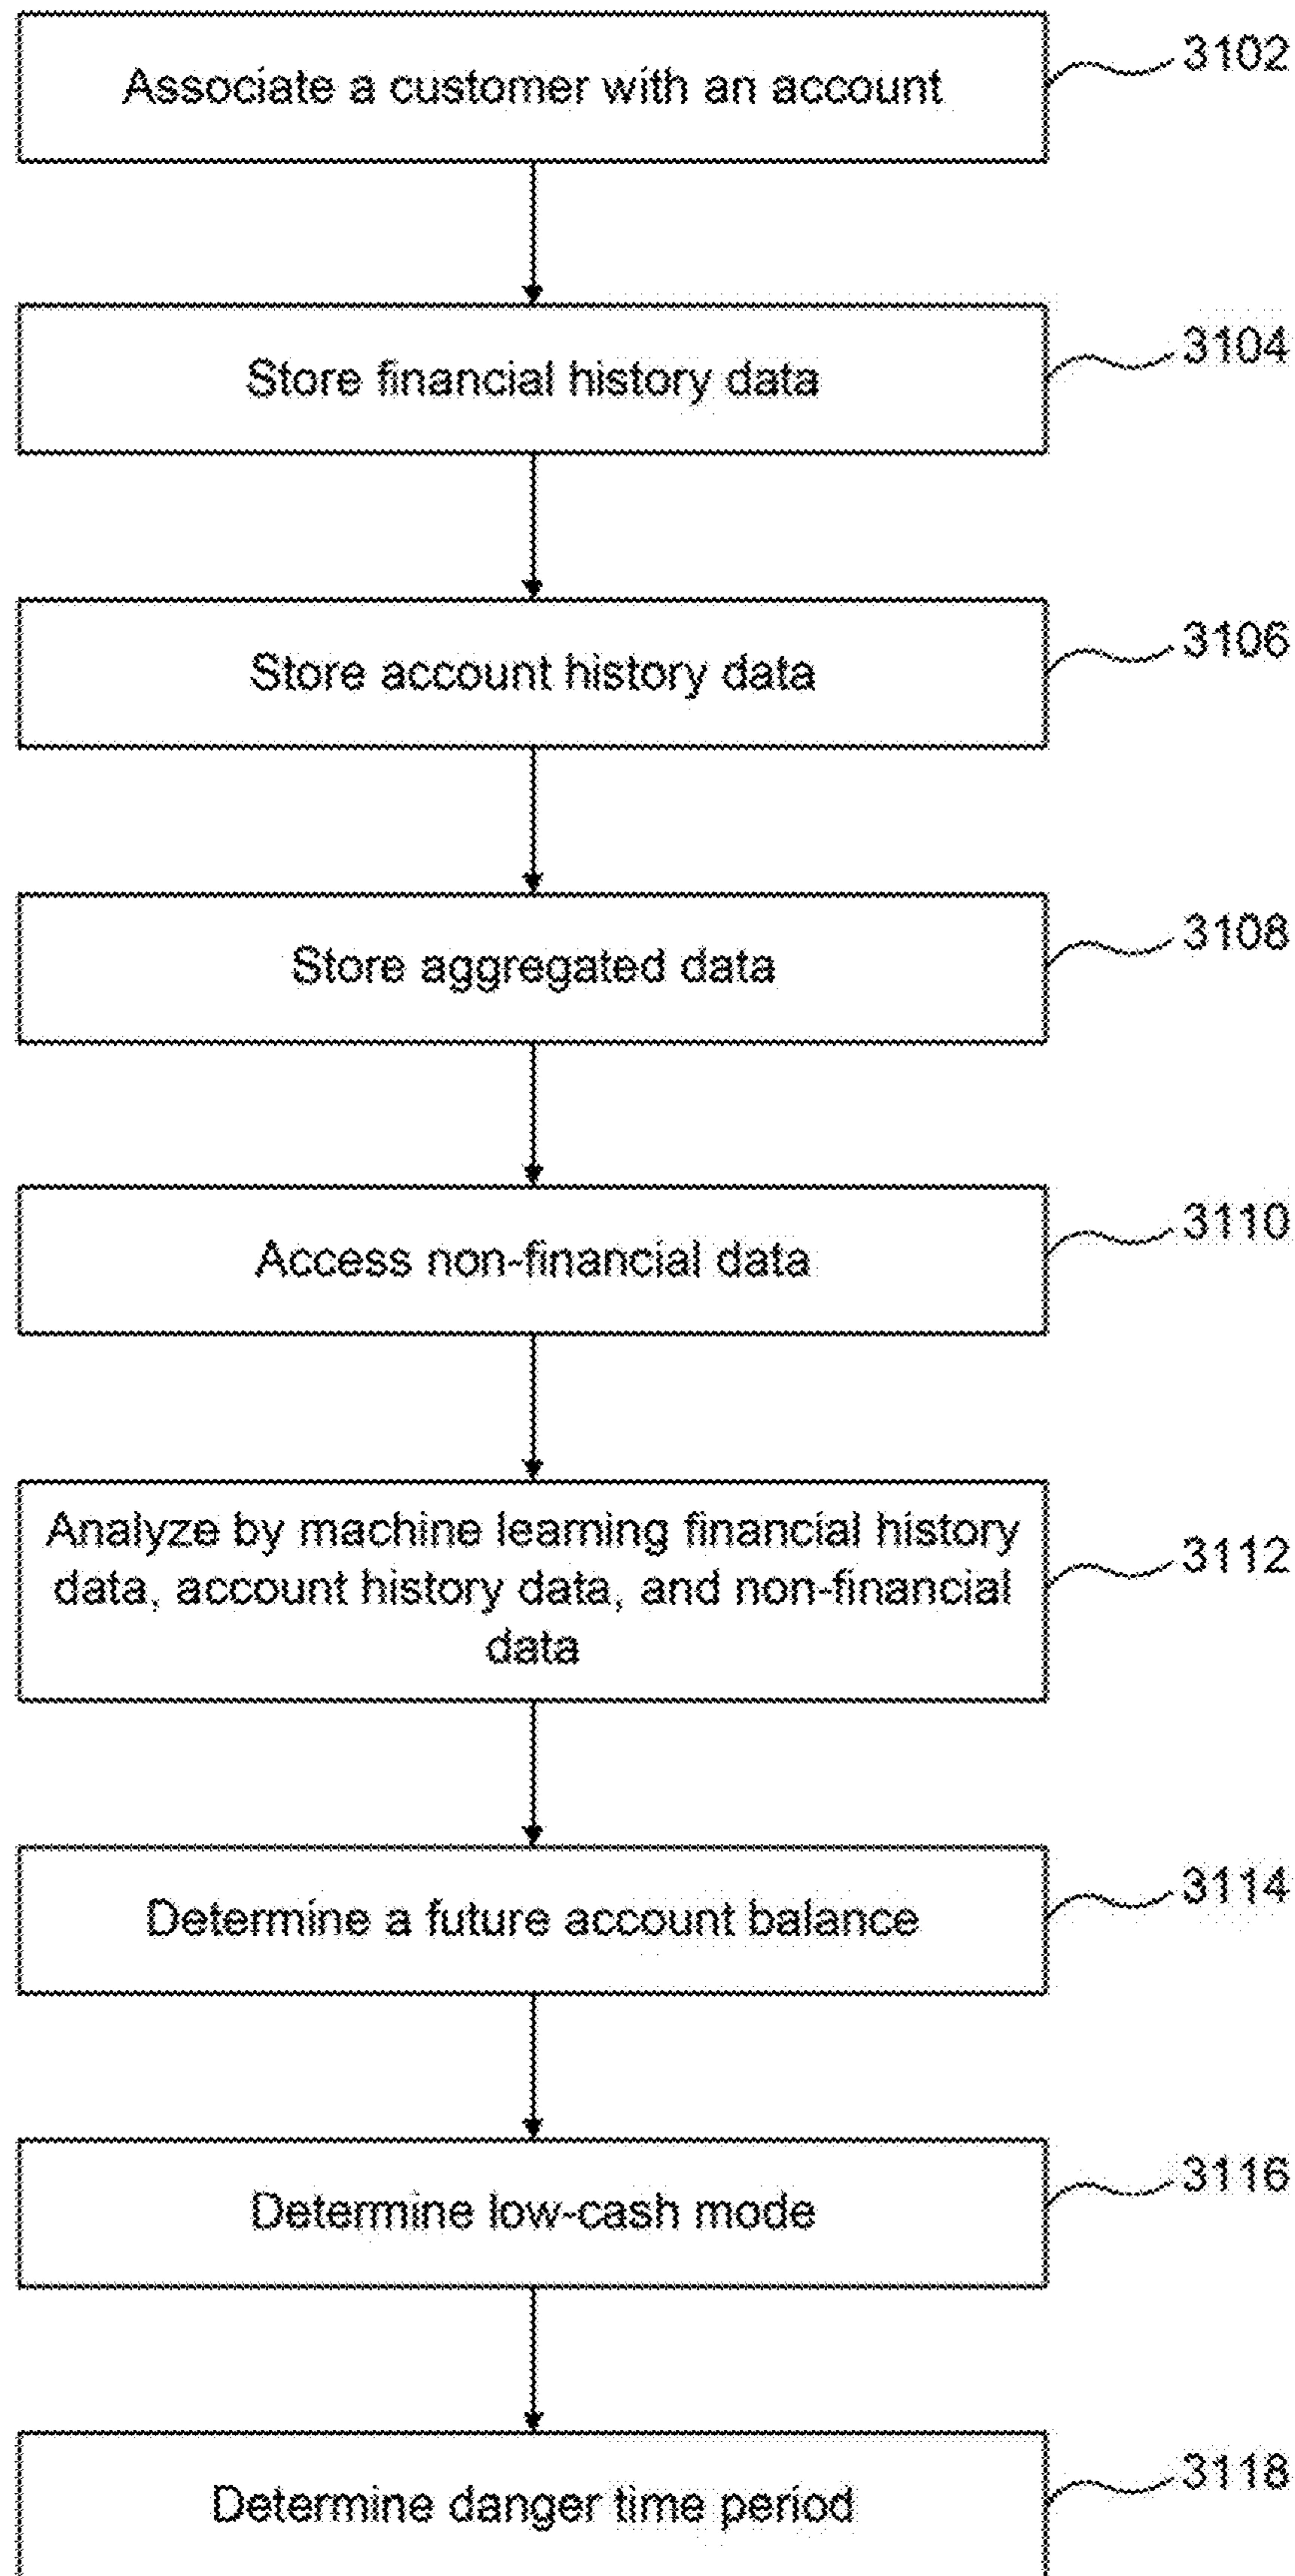 Associate a customer with an account
3102
Store financial history data
3104
Store account history data
3106
Store aggregated data
3108
Access non-financial data
3110
Analyze by machine learning financial history
data, account history data, and non-financial
data
3112
Determine a future account balance
3114
Determine low-cash mode
3116
Determine danger time period
3118